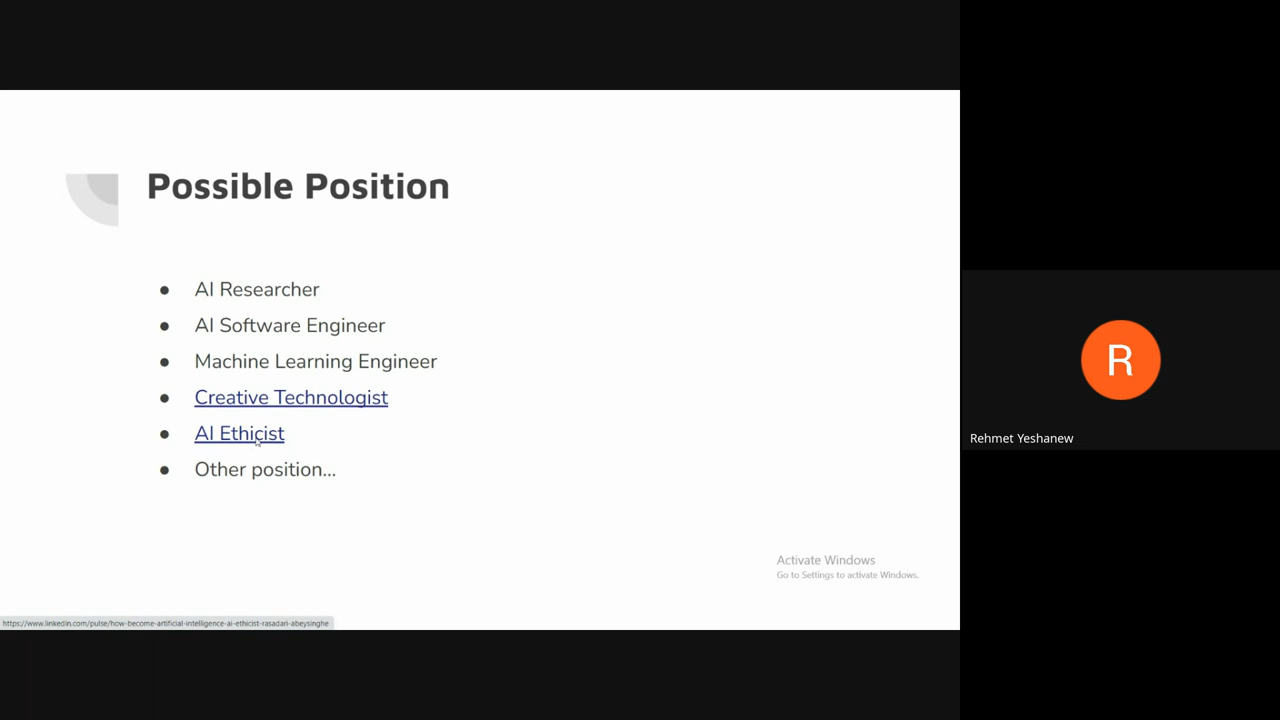 Possible Position
● AI Researcher
● AI Software Engineer
● Machine Learning Engineer
● Creative Technologist
● AI Ethicist
● Other position...
Activate Windows
Go to Settings to activate Windows.
https://www.linkedin.com/pulse/how-become-artificial-intelligence-ai-ethicist-rasadari-abeysinghe
R
Rehmet Yeshanew